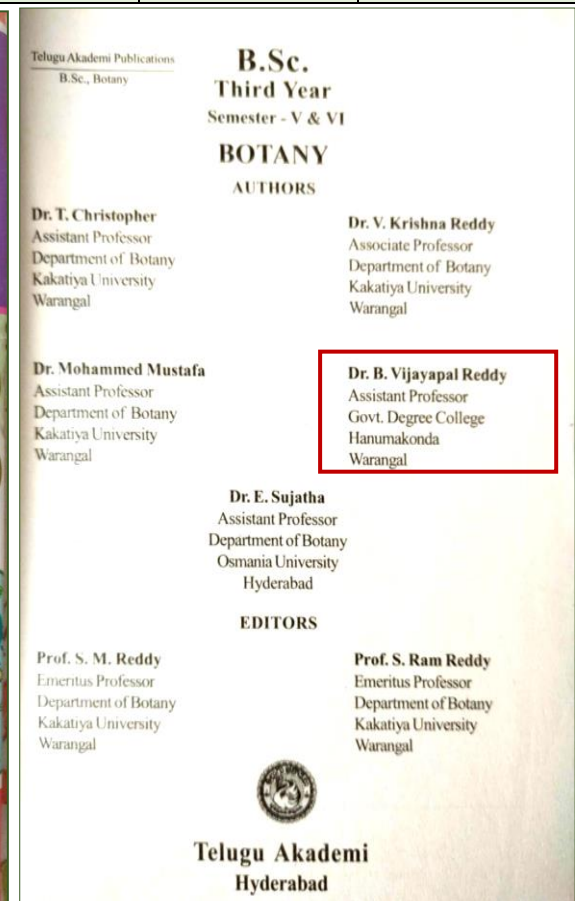 Telugu Akademi Publications
B.Sc., Botany
B.Sc.
Third Year
Semester - V & VI
BOTANY
AUTHORS
Dr. T. Christopher
Assistant Professor
Department of Botany
Kakatiya University
Warangal
Dr. V. Krishna Reddy
Associate Professor
Department of Botany
Kakatiya University
Warangal
Dr. Mohammed Mustafa
Assistant Professor
Department of Botany
Kakatiya University
Warangal
Dr. B. Vijayapal Reddy
Assistant Professor
Govt. Degree College
Hanumakonda
Warangal
Dr. E. Sujatha
Assistant Professor
Department of Botany
Osmania University
Hyderabad
EDITORS
Prof. S. M. Reddy
Emeritus Professor
Department of Botany
Kakatiya University
Warangal
Prof. S. Ram Reddy
Emeritus Professor
Department of Botany
Kakatiya University
Warangal
Telugu Akademi
Hyderabad